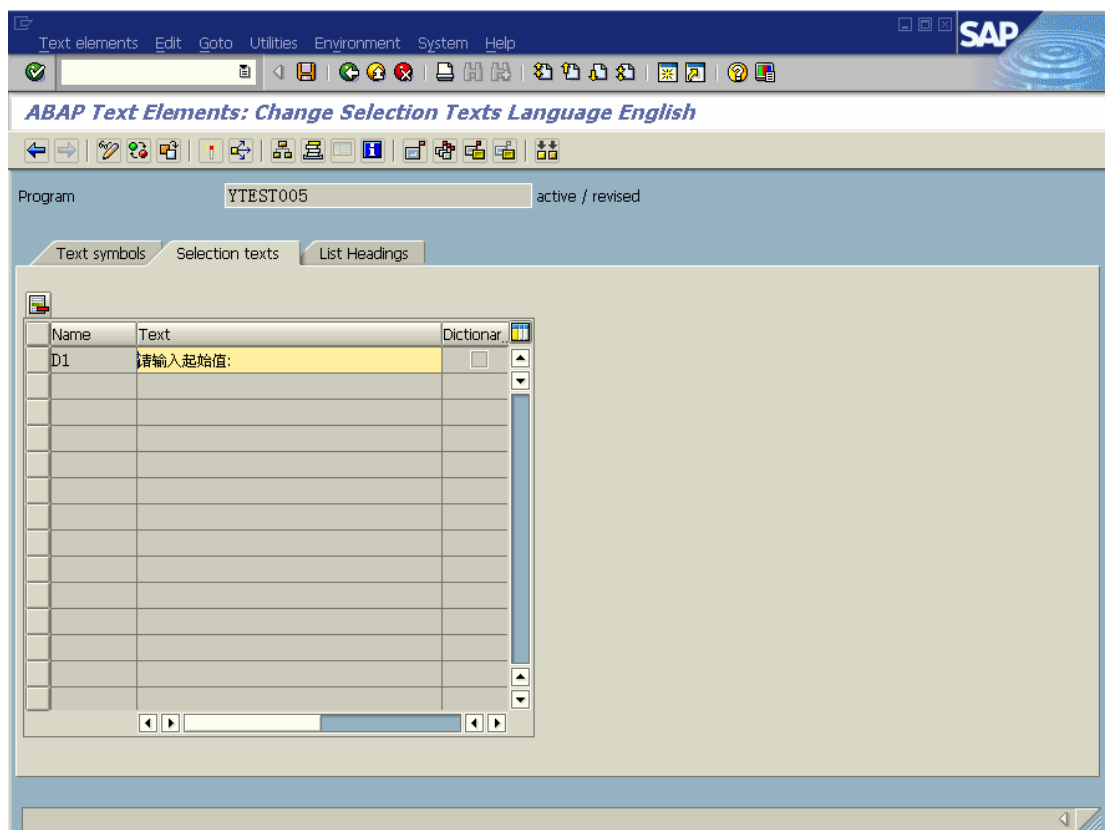 Text elements Edit Goto Utilities Environment System Help
SAP
ABAP Text Elements: Change Selection Texts Language English
Program YTEST005 active / revised
Text symbols Selection texts List Headings
Name Text Dictionar..
D1 请输入起始值: